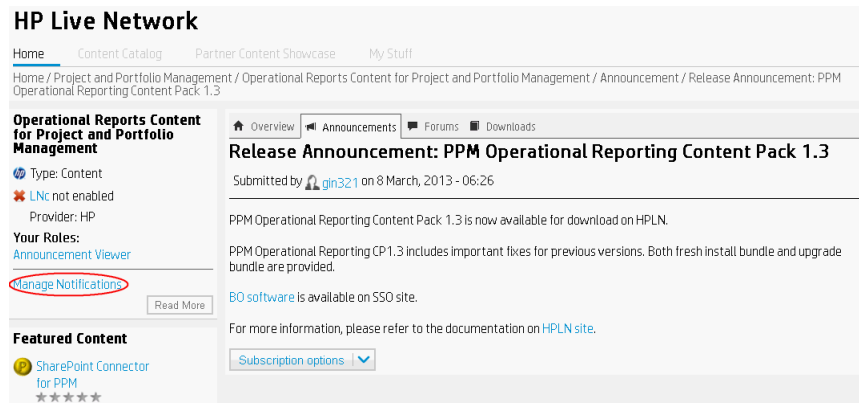 HP Live Network
Home Content Catalog Partner Content Showcase My Stuff
Home / Project and Portfolio Management / Operational Reports Content for Project and Portfolio Management / Announcement / Release Announcement: PPM
Operational Reporting Content Pack 1.3
Operational Reports Content
for Project and Portfolio
Management
Type: Content
LNc not enabled
Provider: HP
Your Roles:
Announcement Viewer
Manage Notifications
Read More
Featured Content
SharePoint Connector
for PPM
Overview Announcements Forums Downloads
Release Announcement: PPM Operational Reporting Content Pack 1.3
Submitted by gin321 on 8 March, 2013 - 06:26
PPM Operational Reporting Content Pack 1.3 is now available for download on HPLN.
PPM Operational Reporting CP1.3 includes important fixes for previous versions. Both fresh install bundle and upgrade
bundle are provided.
BO software is available on SSO site.
For more information, please refer to the documentation on HPLN site.
Subscription options